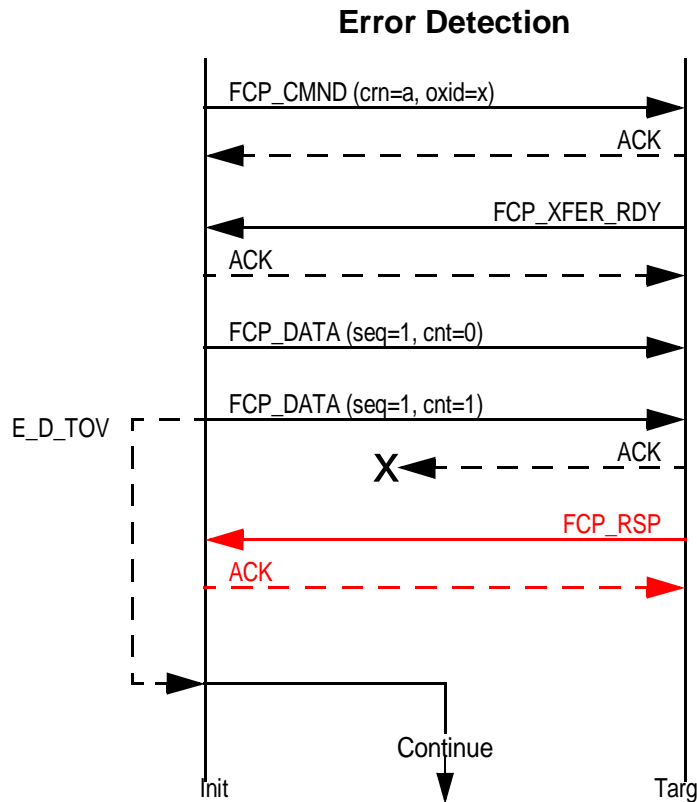 Error Detection
FCP_CMND (crn=a, oxid=x)
ACK
FCP_XFER_RDY
ACK
FCP_DATA (seq=1, cnt=0)
FCP_DATA (seq=1, cnt=1)
E_D_TOV
ACK
X
FCP_RSP
ACK
Continue
Init
Targ